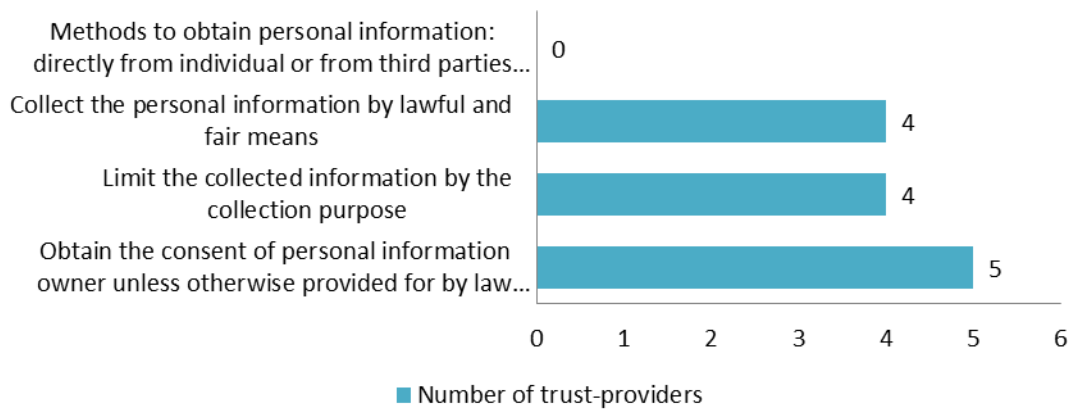 Methods to obtain personal information:
directly from individual or from third parties...
0
Collect the personal information by lawful and
fair means
4
Limit the collected information by the
collection purpose
4
Obtain the consent of personal information
owner unless otherwise provided for by law...
5
0 1 2 3 4 5 6
Number of trust-providers